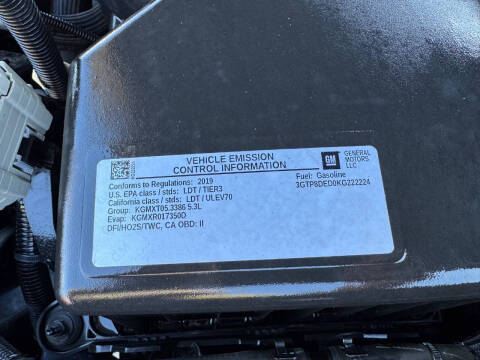 VEHICLE EMISSION
CONTROL INFORMATION
GM
GENERAL
MOTORS
LLC
Conforms to Regulations: 2019
Fuel: Gasoline
U.S. EPA class / stds: LDT / TIER3
3GTP8DED0KG222224
California class / stds: LDT / ULEV70
Group: KGMXT05.3386 5.3L
Evap: KGMXR0173500
DFI/HO2S/TWC, CA OBD: II